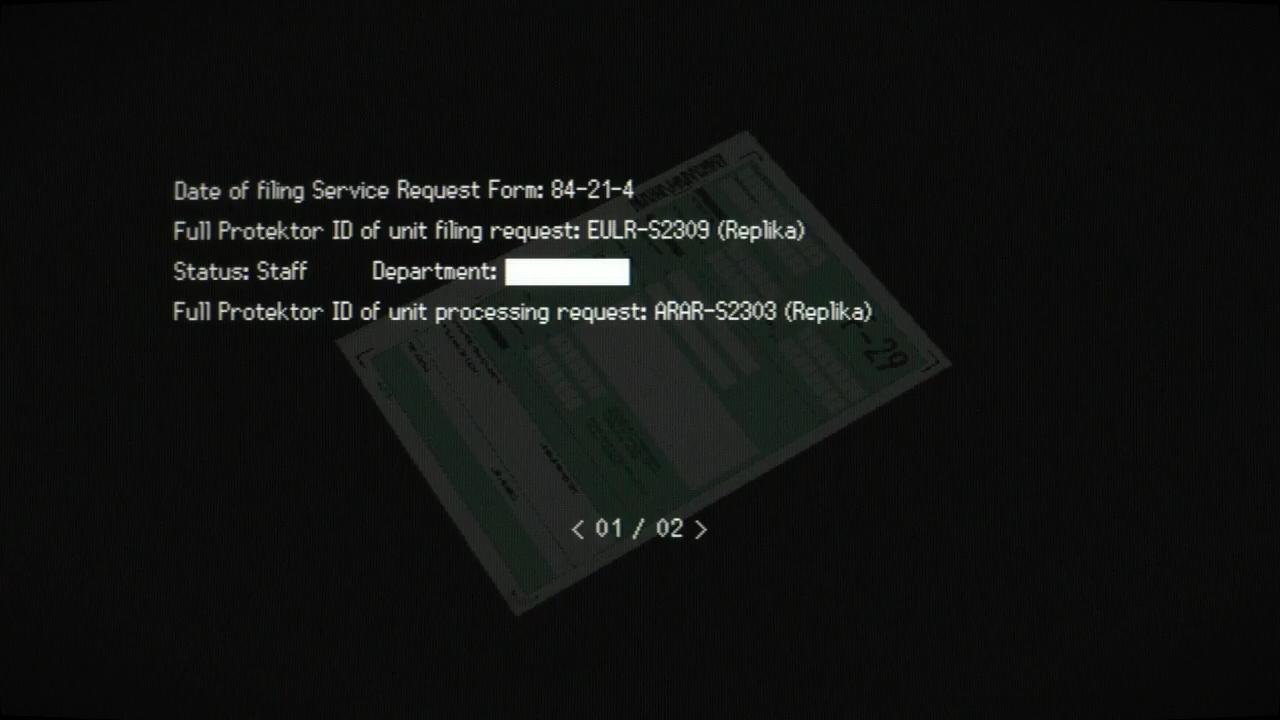 Date of filing Service Request Form: 84-21-4
Full Protektor ID of unit filing request: EULR-S2309 (Replika)
Status: Staff Department:
Full Protektor ID of unit processing request: ARAR-S2303 (Replika)
< 01 / 02 >